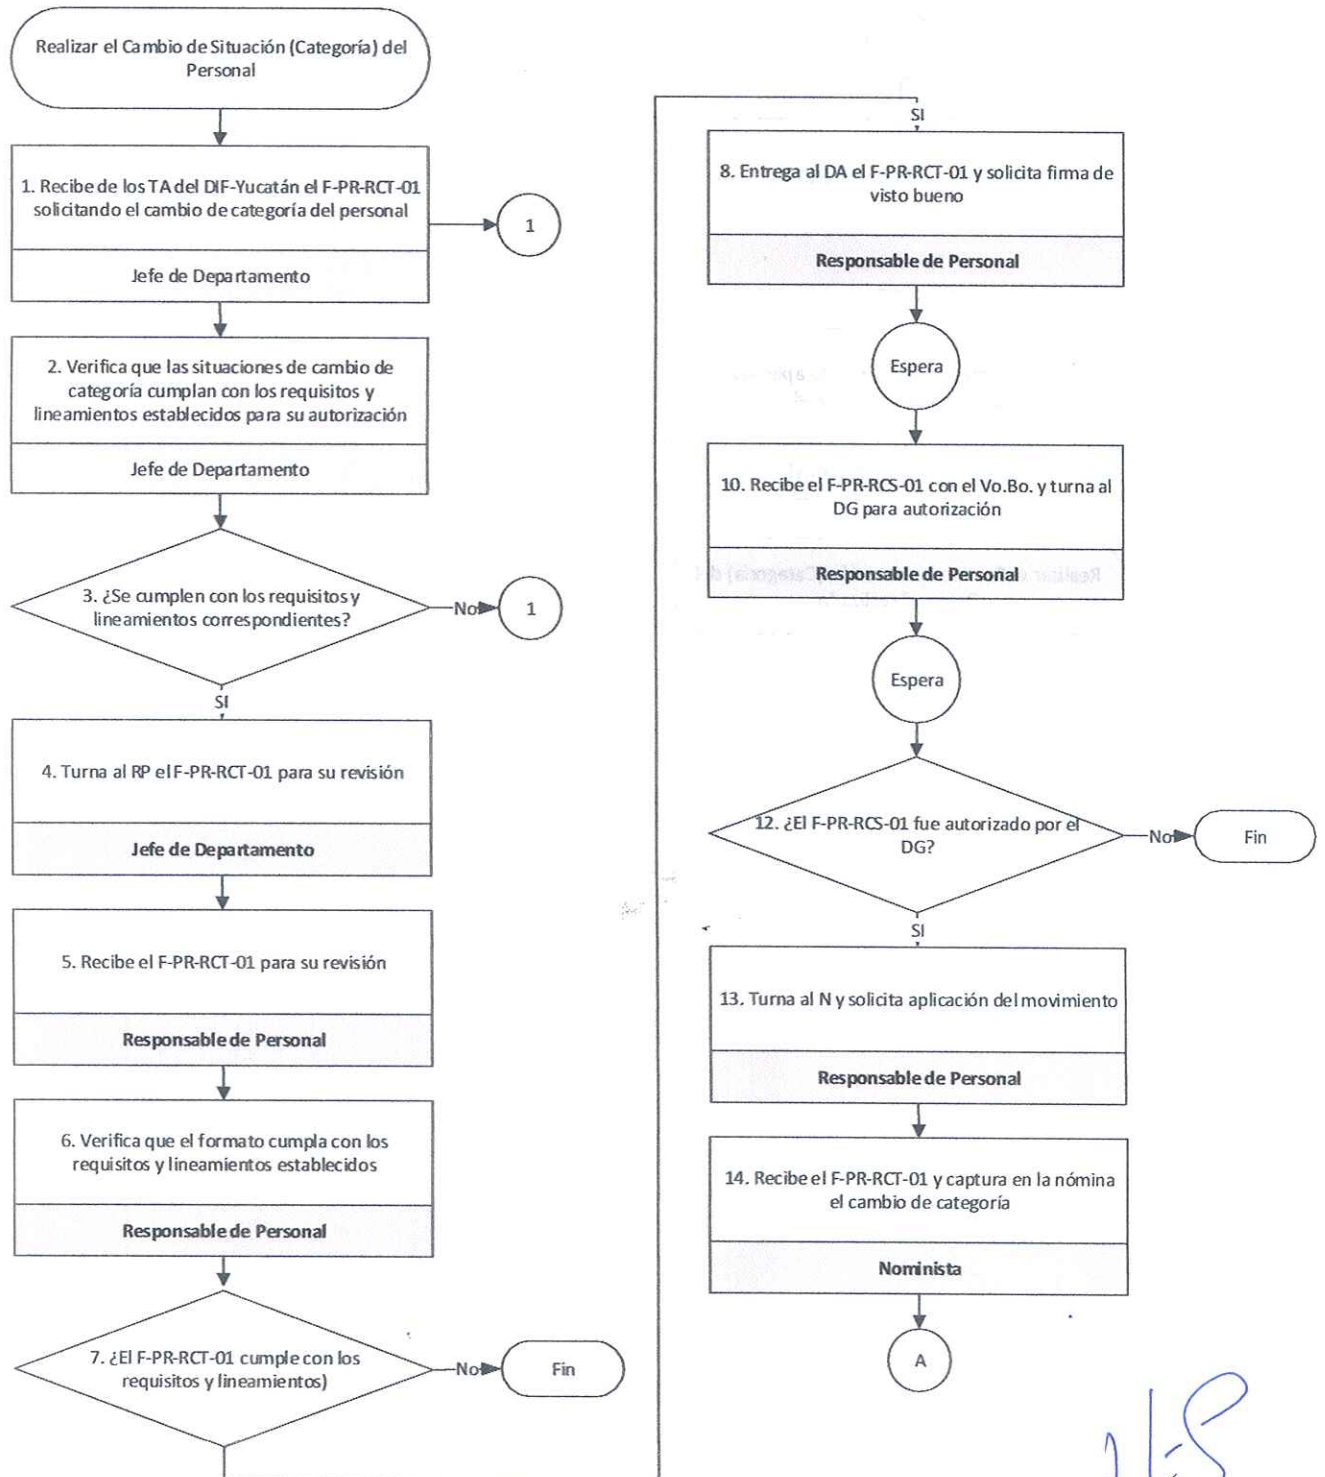 Realizar el Cambio de Situación (Categoría) del
Personal
1. Recibe de los TA del DIF-Yucatán el F-PR-RCT-01
solicitando el cambio de categoría del personal
Jefe de Departamento
1
2. Verifica que las situaciones de cambio de
categoría cumplan con los requisitos y
lineamientos establecidos para su autorización
Jefe de Departamento
3. ¿Se cumplen con los requisitos y
lineamientos correspondientes?
No
1
SI
4. Turna al RP el F-PR-RCT-01 para su revisión
Jefe de Departamento
5. Recibe el F-PR-RCT-01 para su revisión
Responsable de Personal
6. Verifica que el formato cumpla con los
requisitos y lineamientos establecidos
Responsable de Personal
7. ¿El F-PR-RCT-01 cumple con los
requisitos y lineamientos)
No
Fin
SI
8. Entrega al DA el F-PR-RCT-01 y solicita firma de
visto bueno
Responsable de Personal
Espera
10. Recibe el F-PR-RCS-01 con el Vo.Bo. y turna al
DG para autorización
Responsable de Personal
Espera
12. ¿El F-PR-RCS-01 fue autorizado por el
DG?
No
Fin
SI
13. Turna al N y solicita aplicación del movimiento
Responsable de Personal
14. Recibe el F-PR-RCT-01 y captura en la nómina
el cambio de categoría
Nominista
A